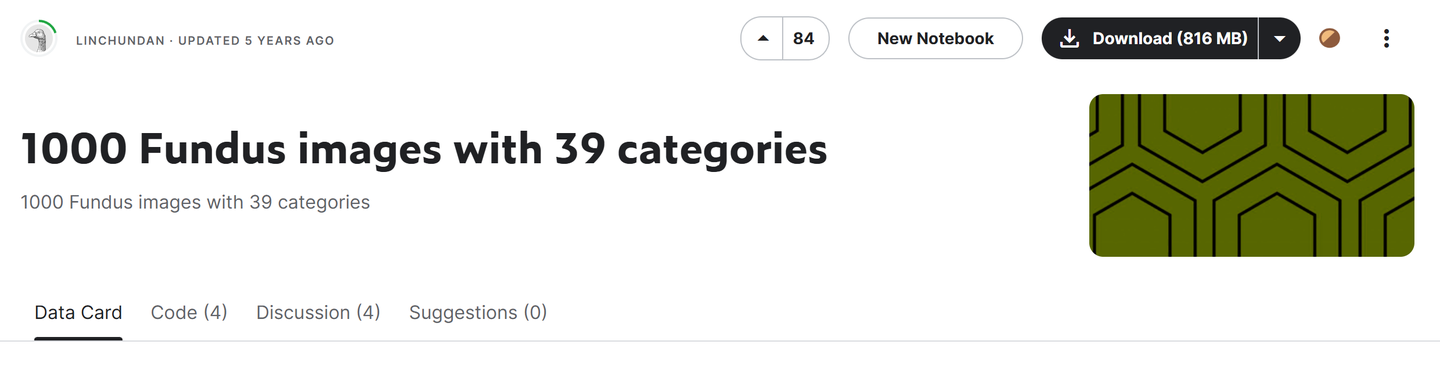 LINCHUNDAN · UPDATED 5 YEARS AGO
84
New Notebook
Download (816 MB)
1000 Fundus images with 39 categories
1000 Fundus images with 39 categories
Data Card
Code (4)
Discussion (4)
Suggestions (0)